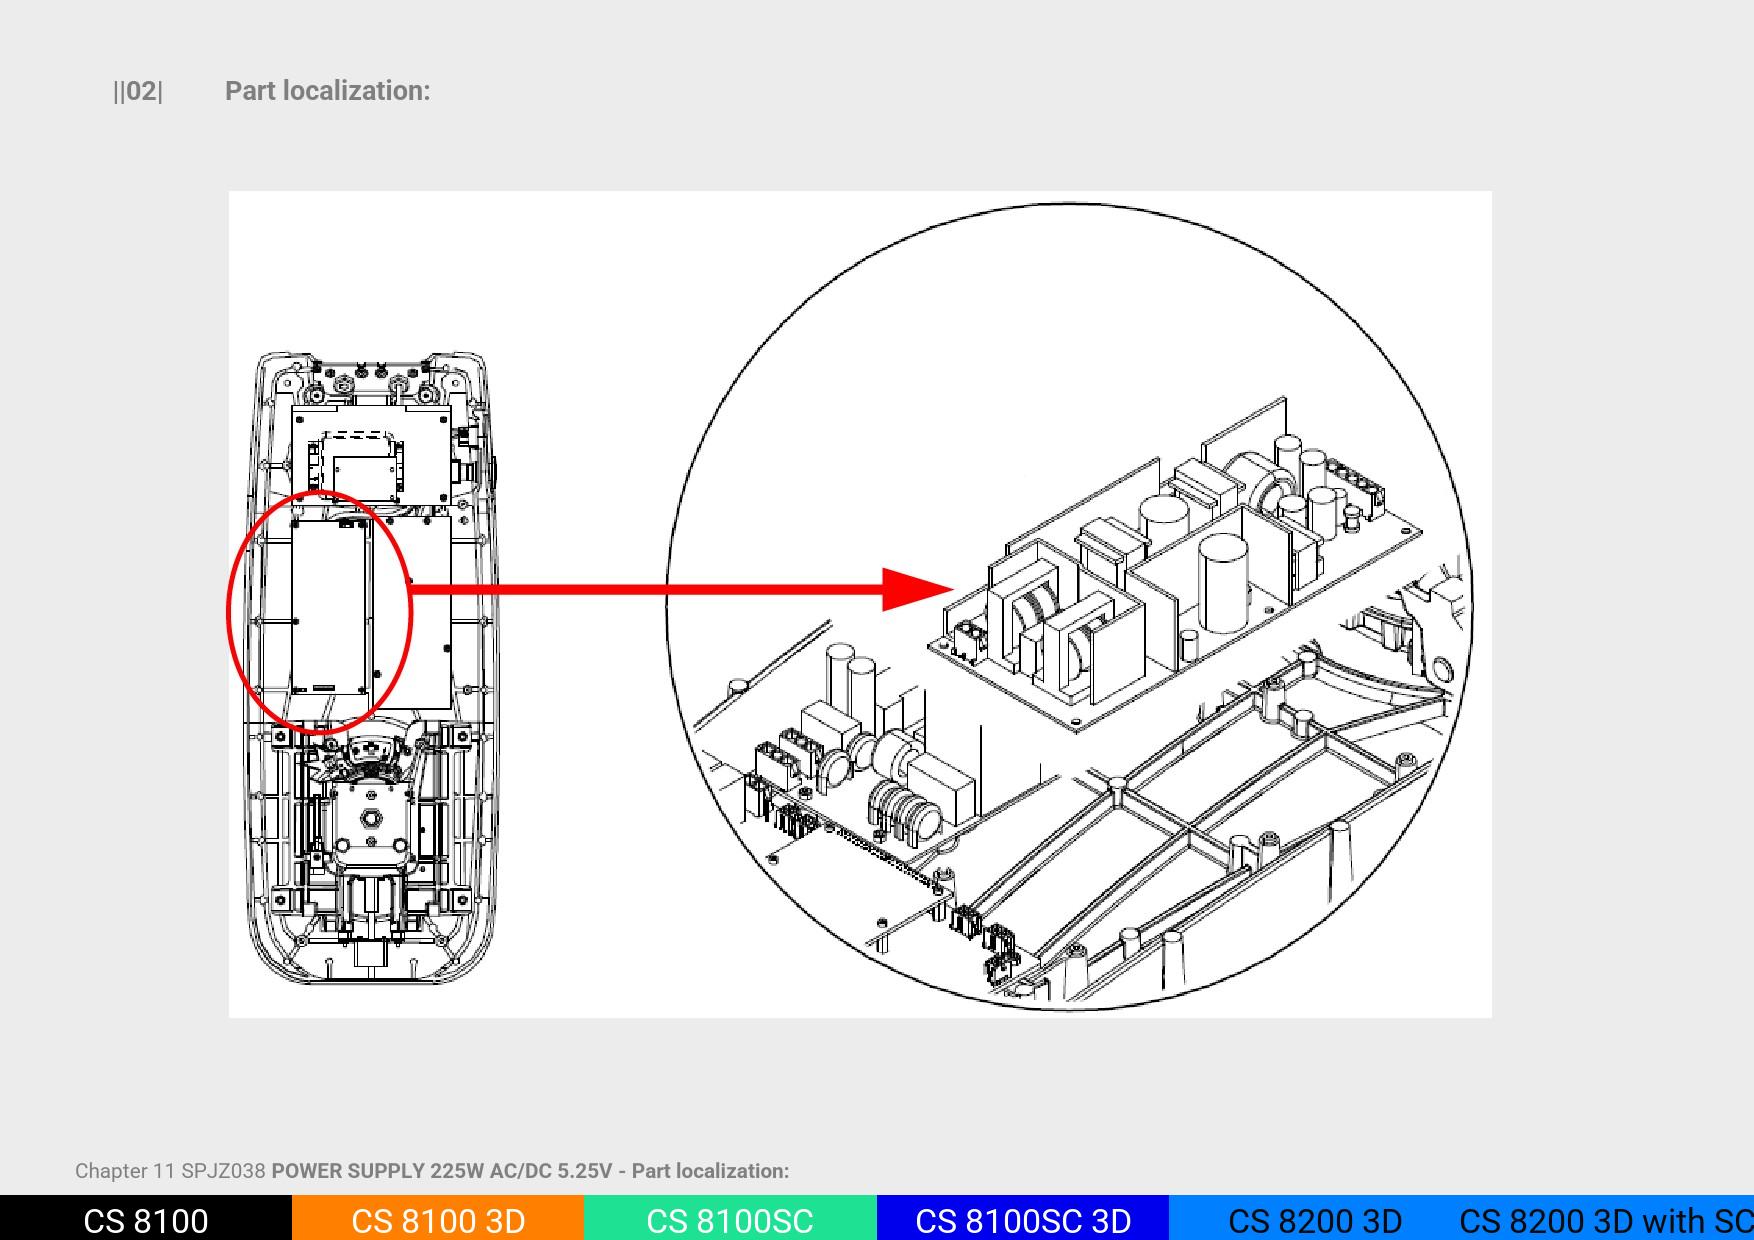 ||02| Part localization:
Chapter 11 SPJZ038 POWER SUPPLY 225W AC/DC 5.25V - Part localization:
CS 8100 CS 8100 3D CS 8100SC CS 8100SC 3D CS 8200 3D CS 8200 3D with SC